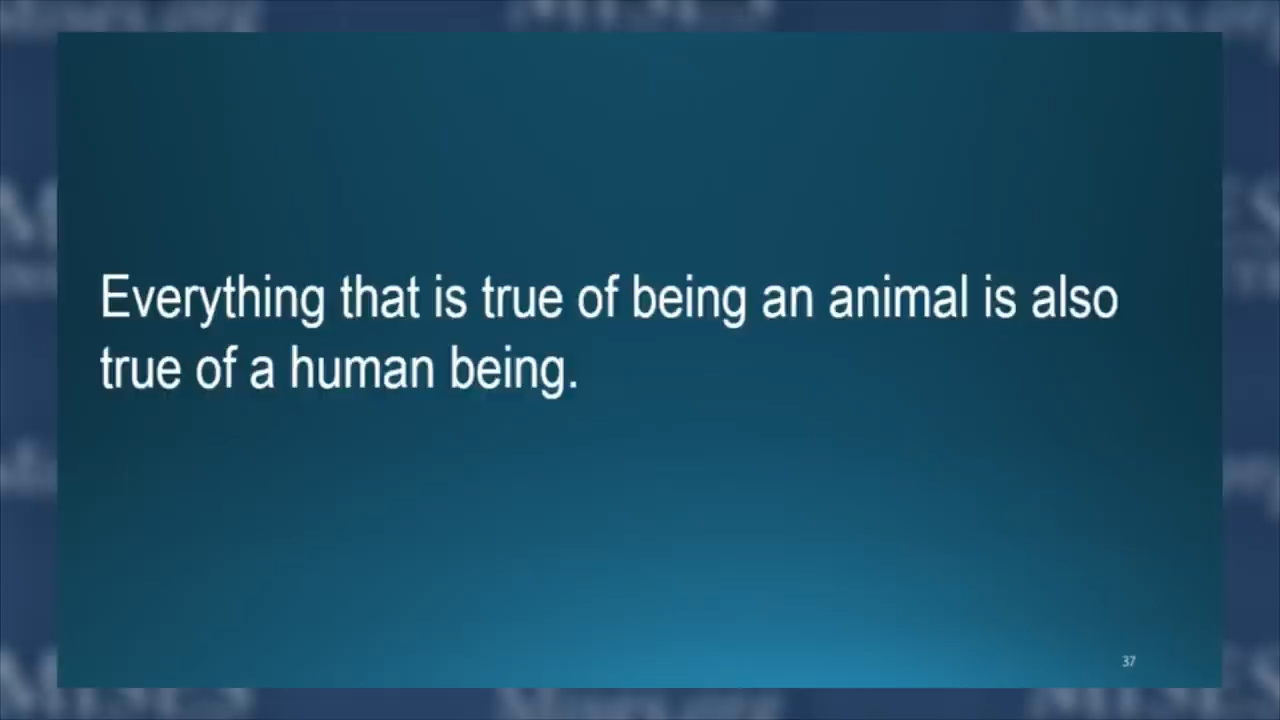 Everything that is true of being an animal is also
true of a human being.
37